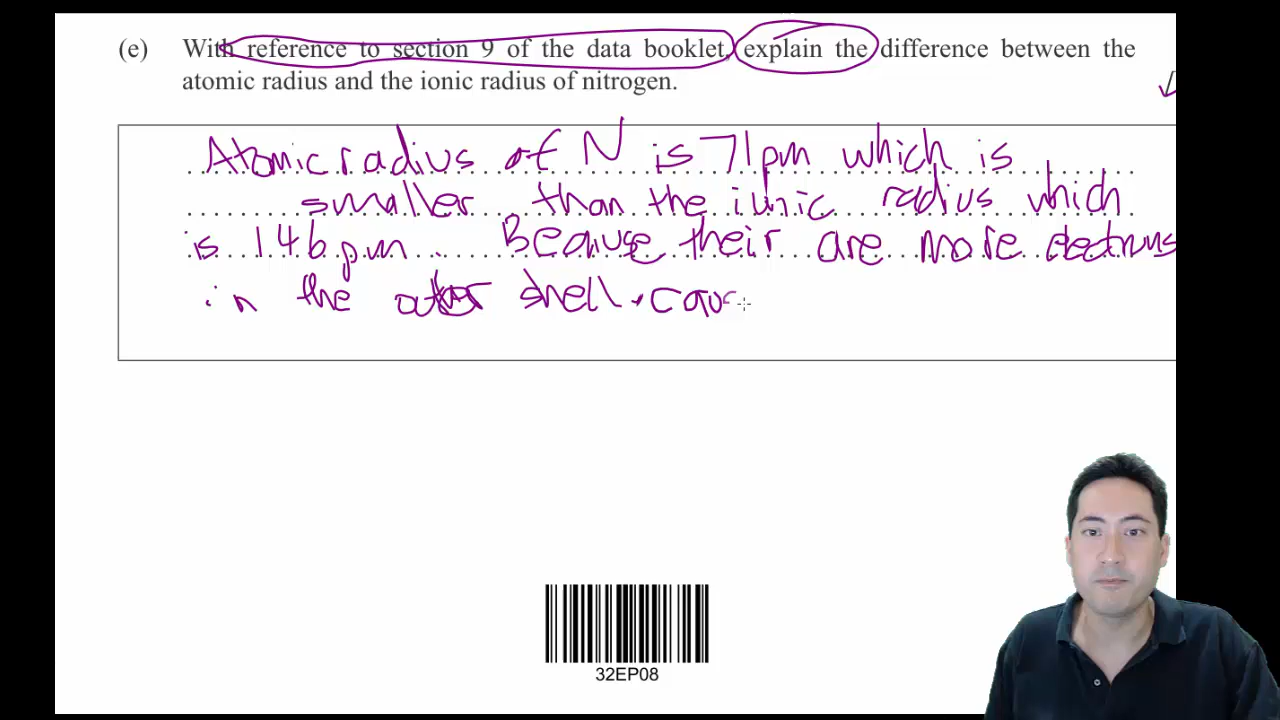 (e) With reference to section 9 of the data booklet, explain the difference between the
atomic radius and the ionic radius of nitrogen.
Atomic radius of N is 71pm which is
smaller than the ionic radius which
is 146pm. Because their are more electrons
in the outer shell. caus
32EP08